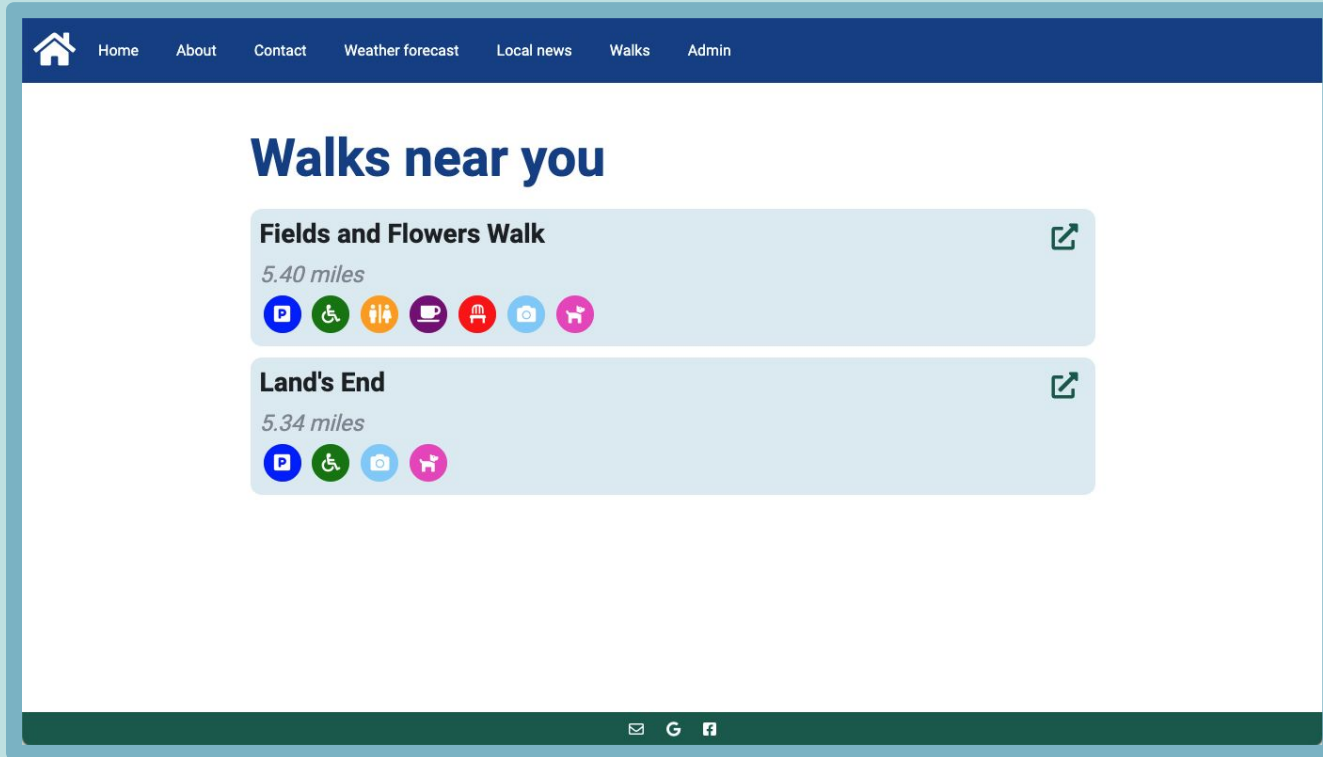 Home About Contact Weather forecast Local news Walks Admin
Walks near you
Fields and Flowers Walk
5.40 miles
P
Land's End
5.34 miles
P
G